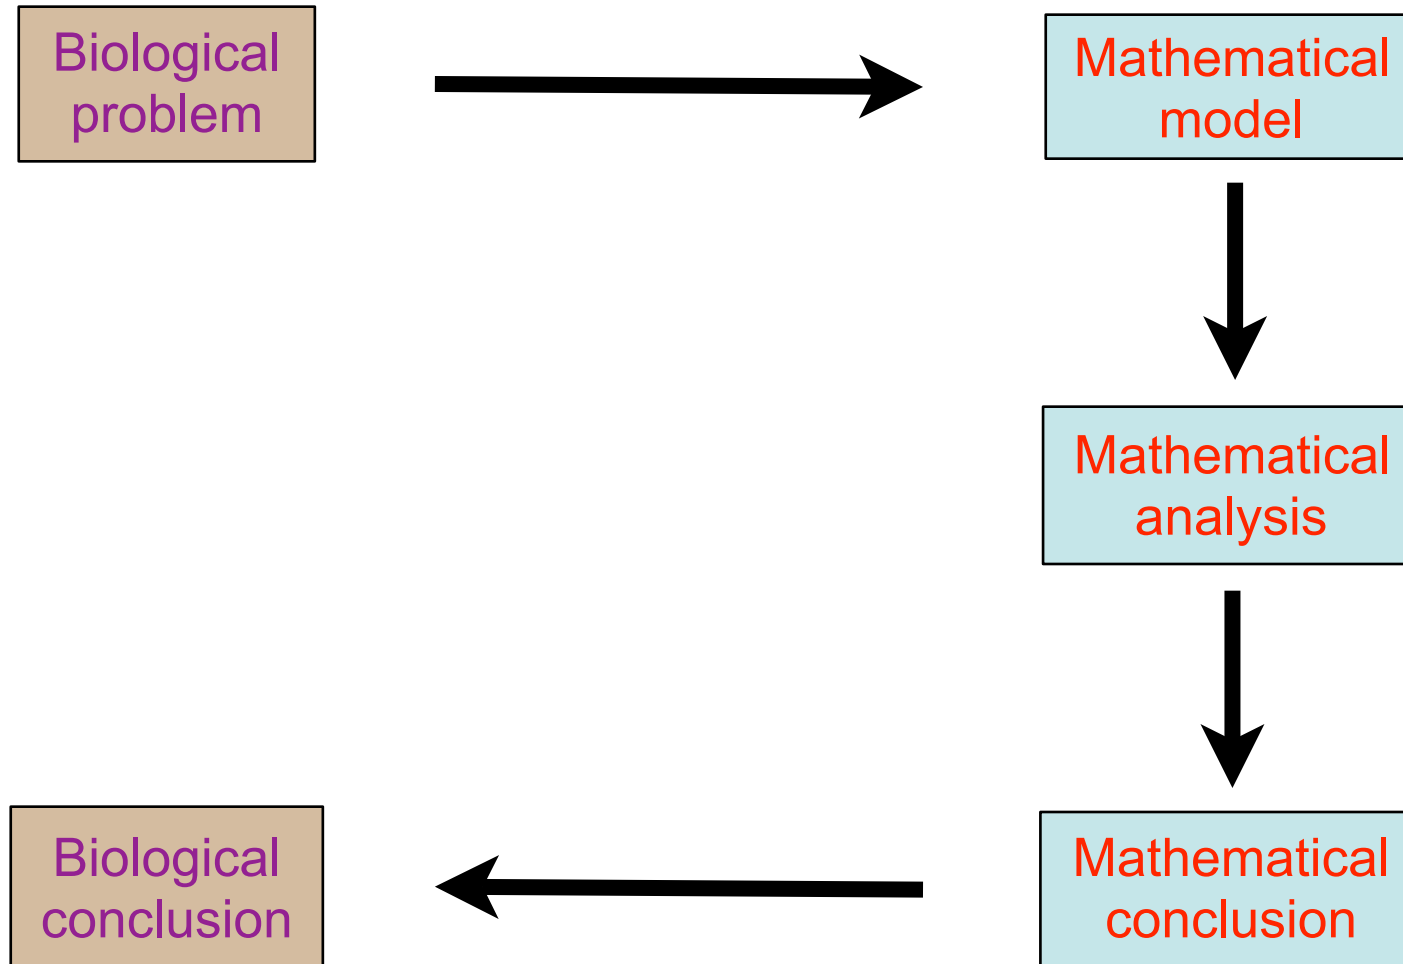 Biological
problem
Mathematical
model
Mathematical
analysis
Mathematical
conclusion
Biological
conclusion